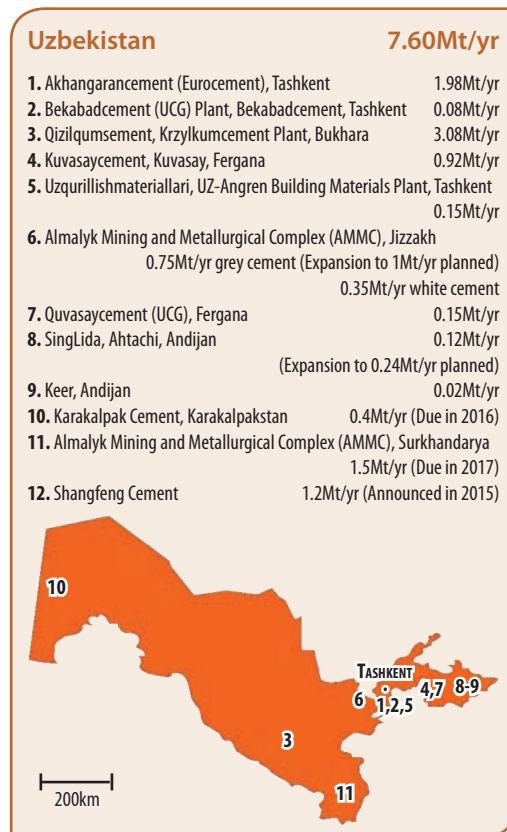 Uzbekistan 7.60Mt/yr
1. Akhangarancement (Eurocement), Tashkent 1.98Mt/yr
2. Bekabadcement (UCG) Plant, Bekabadcement, Tashkent 0.08Mt/yr
3. Qizilqumsement, Krzylkumcement Plant, Bukhara 3.08Mt/yr
4. Kuvasaycement, Kuvasay, Fergana 0.92Mt/yr
5. Uzqurillishmateriallari, UZ-Angren Building Materials Plant, Tashkent
0.15Mt/yr
6. Almalyk Mining and Metallurgical Complex (AMMC), Jizzakh
0.75Mt/yr grey cement (Expansion to 1Mt/yr planned)
0.35Mt/yr white cement
7. Quvasaycement (UCG), Fergana 0.15Mt/yr
8. SingLida, Ahtachi, Andijan 0.12Mt/yr
(Expansion to 0.24Mt/yr planned)
9. Keer, Andijan 0.02Mt/yr
10. Karakalpak Cement, Karakalpakstan 0.4Mt/yr (Due in 2016)
11. Almalyk Mining and Metallurgical Complex (AMMC), Surkhandarya
1.5Mt/yr (Due in 2017)
12. Shangfeng Cement 1.2Mt/yr (Announced in 2015)
10
TASHKENT
6
1,2,5
4,7
8-9
3
11
200km